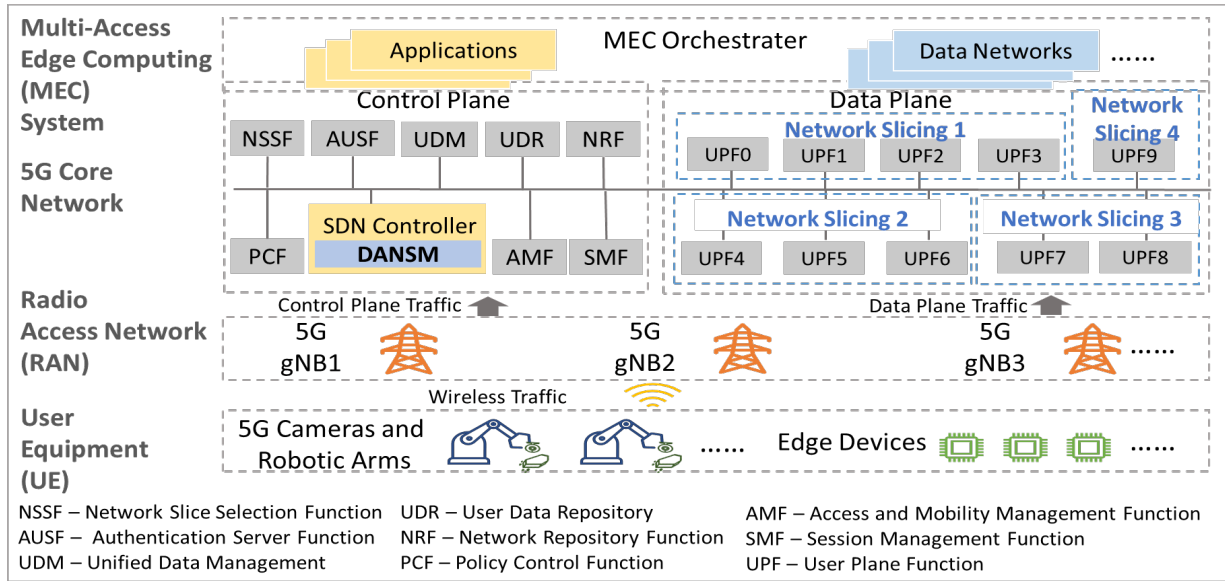 Multi-Access
Edge Computing
(MEC)
System
Applications
MEC Orchestrater
Data Networks
......
Control Plane
Data Plane
Network
Slicing 4
Network Slicing 1
NSSF
AUSF
UDM
UDR
NRF
UPF0
UPF1
UPF2
UPF3
UPF9
5G Core
Network
SDN Controller
DANSM
PCF
AMF
SMF
Network Slicing 2
Network Slicing 3
UPF4
UPF5
UPF6
UPF7
UPF8
Control Plane Traffic
Data Plane Traffic
Radio
Access Network
(RAN)
5G
gNB1
5G
gNB2
5G
gNB3
......
Wireless Traffic
User
Equipment
(UE)
5G Cameras and
Robotic Arms
......
Edge Devices
......
NSSF – Network Slice Selection Function
UDR – User Data Repository
AMF – Access and Mobility Management Function
AUSF – Authentication Server Function
NRF – Network Repository Function
SMF – Session Management Function
UDM – Unified Data Management
PCF – Policy Control Function
UPF – User Plane Function